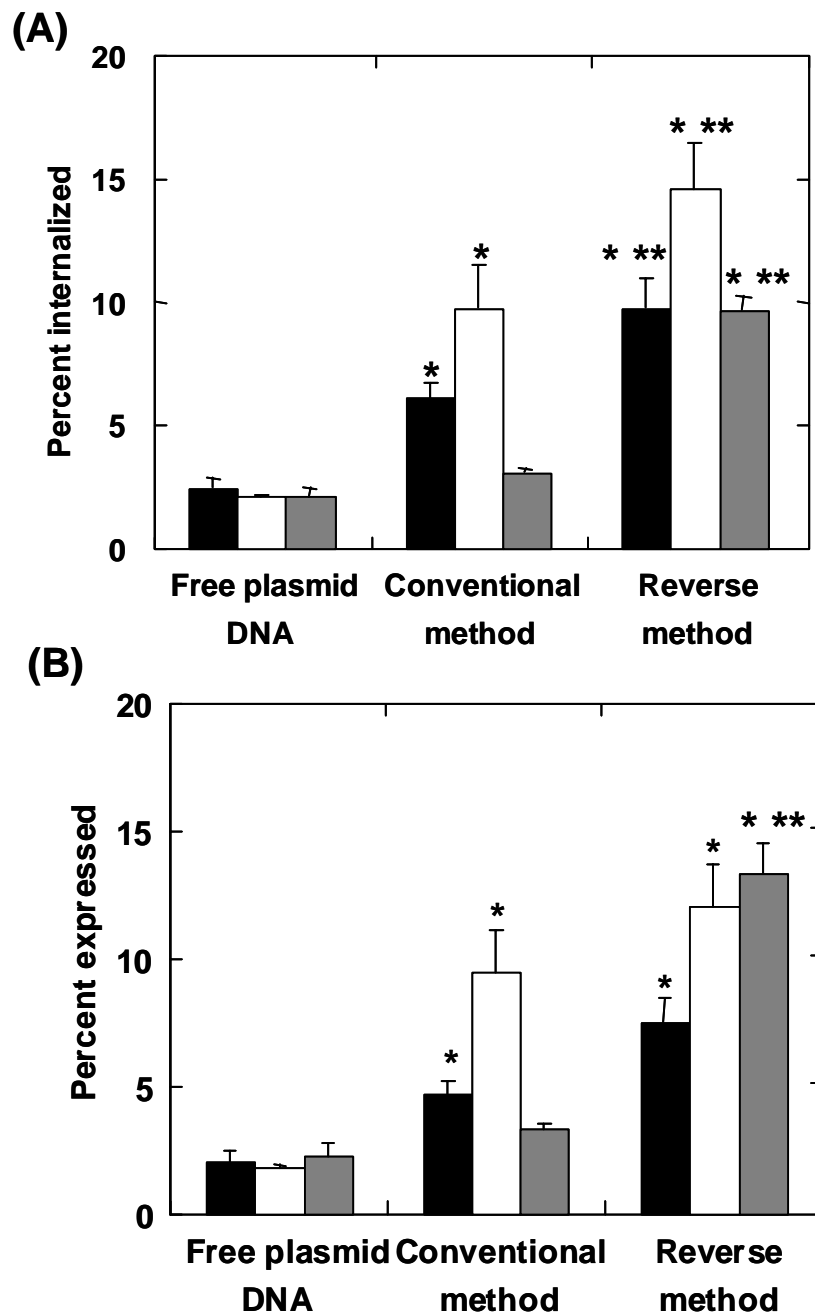 (A)
20
15
10
5
0
Percent internalized
* **
* **
* **
*
*
Free plasmid DNA
Conventional method
Reverse method
(B)
20
15
10
5
0
Percent expressed
* **
*
*
*
*
Free plasmid DNA
Conventional method
Reverse method